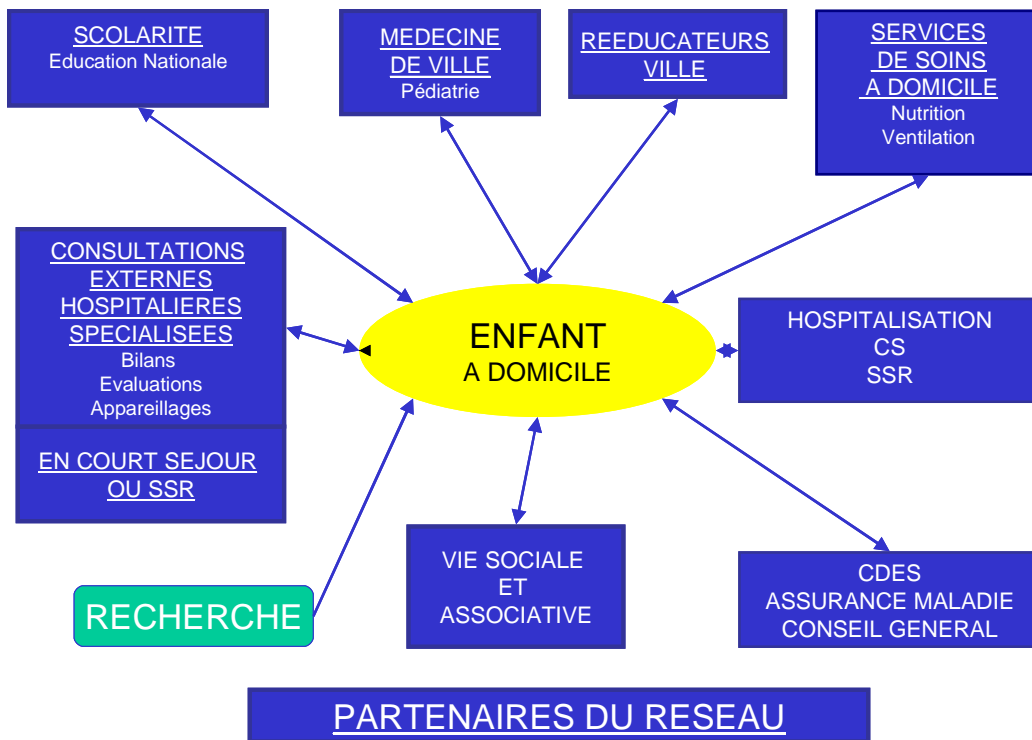 SCOLARITE
Education Nationale
MEDECINE
DE VILLE
Pédiatrie
REEDUCATEURS
VILLE
SERVICES
DE SOINS
A DOMICILE
Nutrition
Ventilation
CONSULTATIONS
EXTERNES
HOSPITALIERES
SPECIALISEES
Bilans
Evaluations
Appareillages
EN COURT SEJOUR
OU SSR
ENFANT
A DOMICILE
HOSPITALISATION
CS
SSR
RECHERCHE
VIE SOCIALE
ET
ASSOCIATIVE
CDES
ASSURANCE MALADIE
CONSEIL GENERAL
PARTENAIRES DU RESEAU